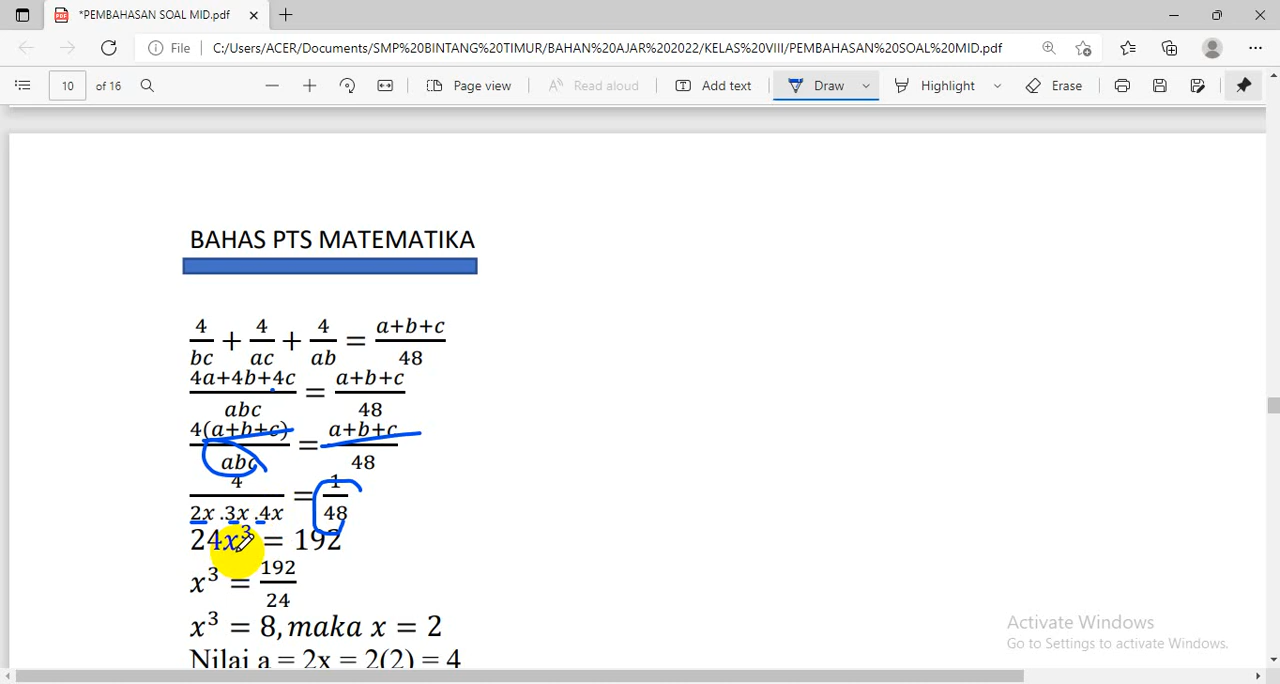 *PEMBAHASAN SOAL MID.pdf
File C:/Users/ACER/Documents/SMP%20BINTANG%20TIMUR/BAHAN%20AJAR%202022/KELAS%20VIII/PEMBAHASAN%20SOAL%20MID.pdf
10 of 16 Page view Read aloud Add text Draw Highlight Erase
BAHAS PTS MATEMATIKA
4/bc + 4/ac + 4/ab = a+b+c/48
4a+4b+4c/abc = a+b+c/48
4(a+b+c)/abc = a+b+c/48
4/2x .3x .4x = 1/48
24x³ = 192
x³ = 192/24
x³ = 8, maka x = 2
Nilai a = 2x = 2(2) = 4
Activate Windows
Go to Settings to activate Windows.